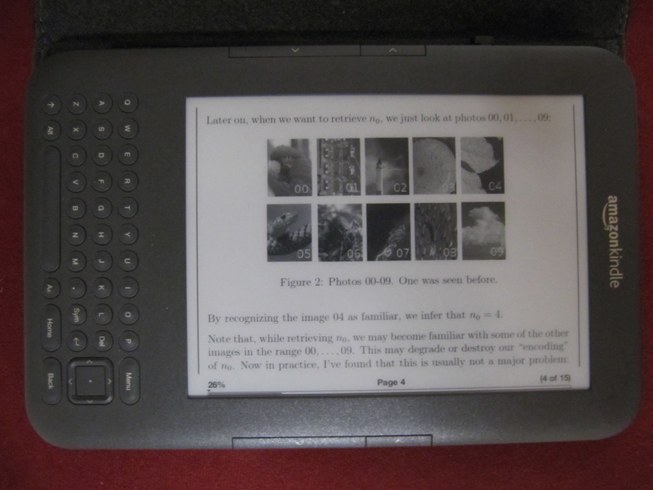 Later on, when we want to retrieve n₀, we just look at photos 00, 01, . . . , 09:
00 01 02 03 04
05 06 07 08 09
Figure 2: Photos 00-09. One was seen before.
By recognizing the image 04 as familiar, we infer that n₀ = 4.
Note that, while retrieving n₀, we may become familiar with some of the other
images in the range 00, . . . , 09. This may degrade or destroy our "encoding"
of n₀. Now in practice, I've found that this is usually not a major problem:
26% Page 4 (4 of 15)
amazonkindle
Q W E R T Y U I O P Menu
A S D F G H J K L Del
Z X C V B N M . Sym
Alt Aa Home Back